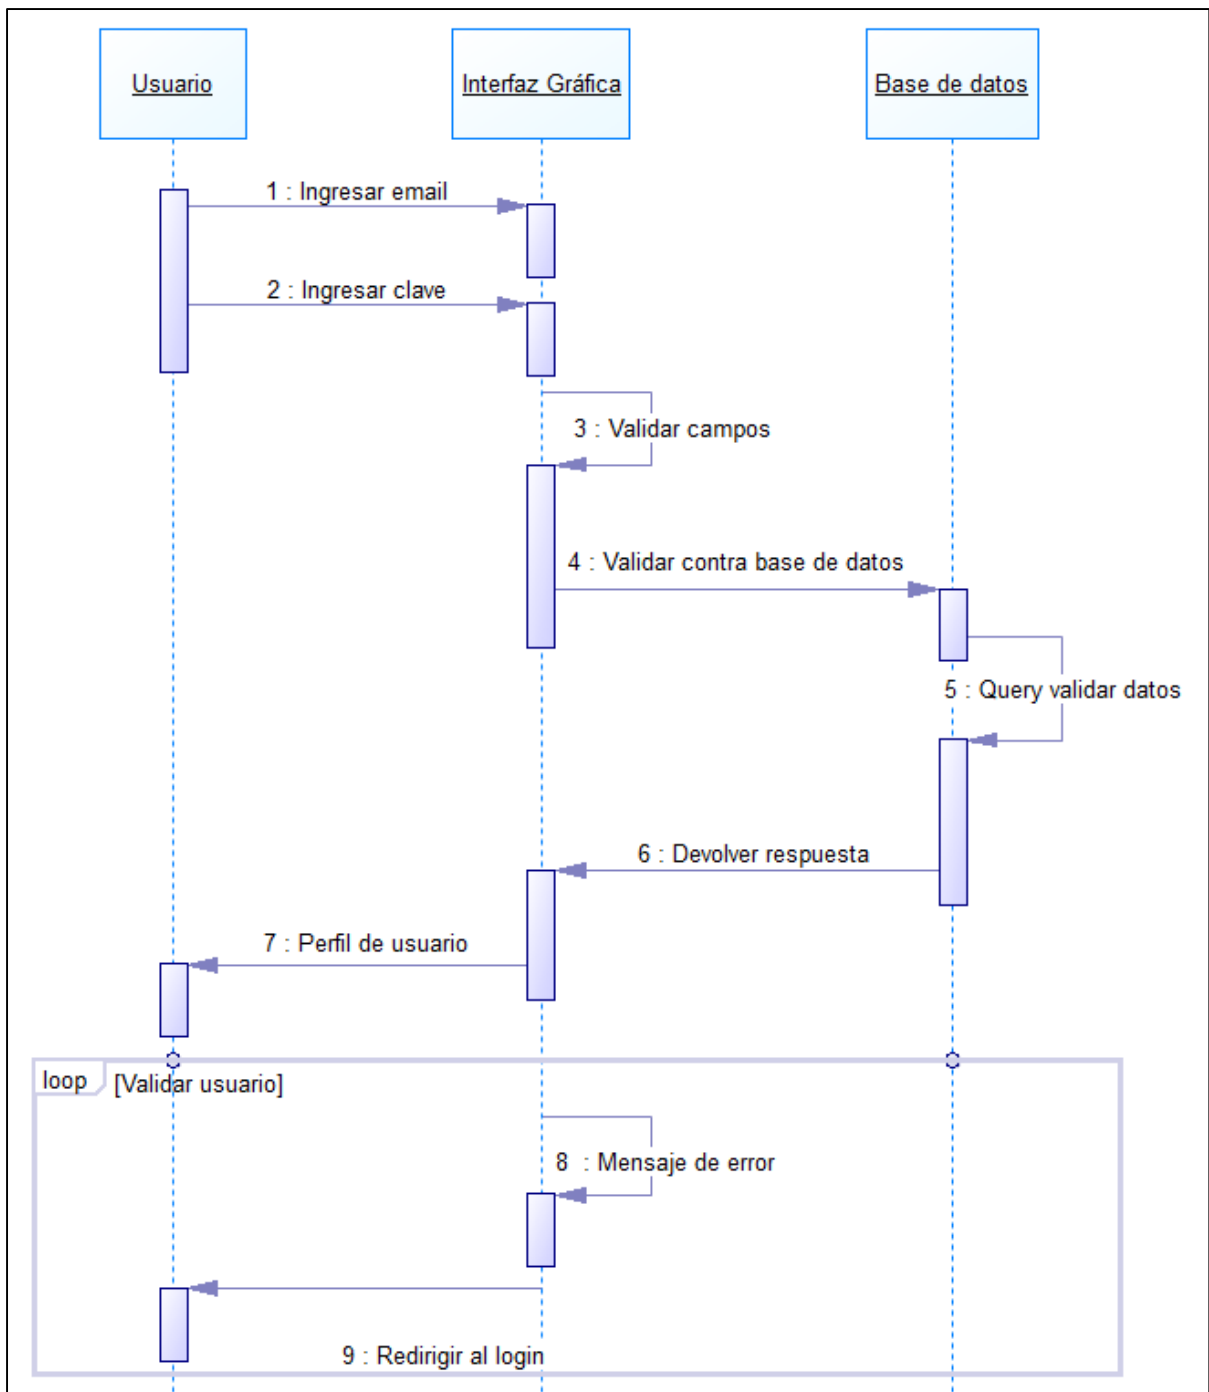 Usuario
Interfaz Gráfica
Base de datos
1 : Ingresar email
2 : Ingresar clave
3 : Validar campos
4 : Validar contra base de datos
5 : Query validar datos
6 : Devolver respuesta
7 : Perfil de usuario
loop
[Validar usuario]
8 : Mensaje de error
9 : Redirigir al login